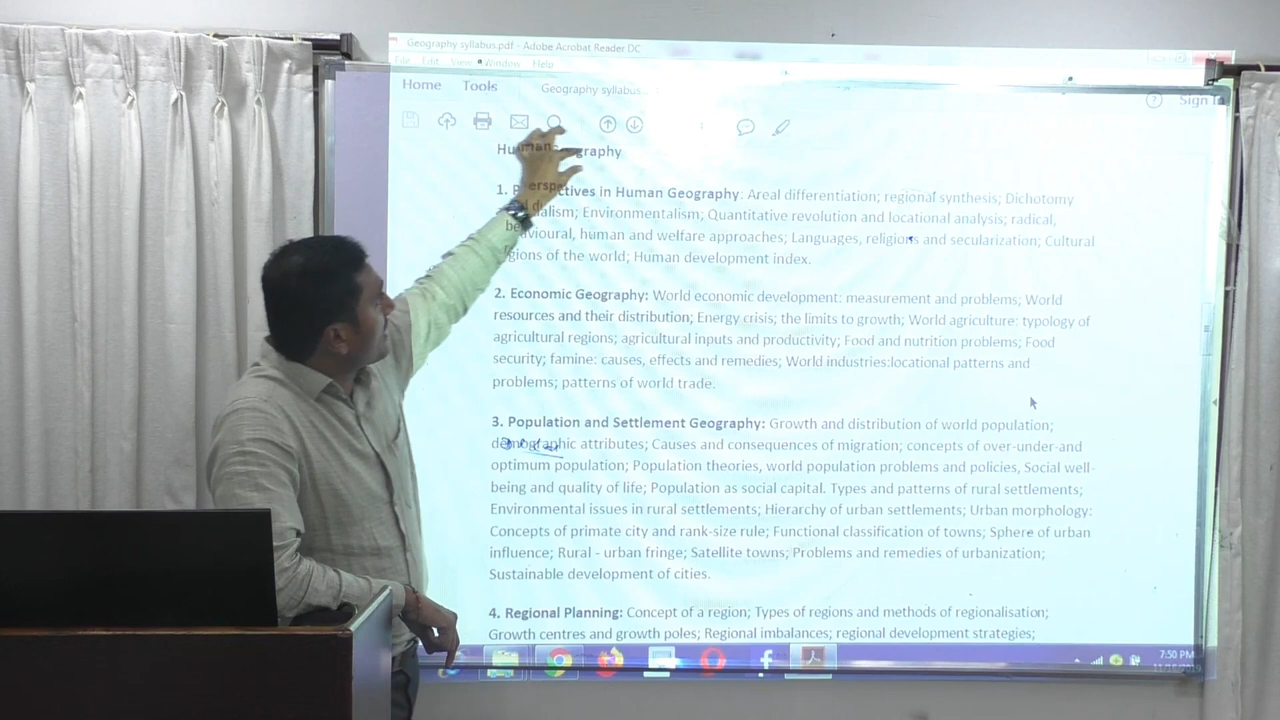 Geography syllabus.pdf - Adobe Acrobat Reader DC
File Edit View Window Help
Home Tools Geography syllabus...
Sign In
Human Geography
1. Perspectives in Human Geography: Areal differentiation; regional synthesis; Dichotomy
Environmentalism; Quantitative revolution and locational analysis; radical,
behavioural, human and welfare approaches; Languages, religions and secularization; Cultural
regions of the world; Human development index.
2. Economic Geography: World economic development: measurement and problems; World
resources and their distribution; Energy crisis; the limits to growth; World agriculture: typology of
agricultural regions; agricultural inputs and productivity; Food and nutrition problems; Food
security; famine: causes, effects and remedies; World industries:locational patterns and
problems; patterns of world trade.
3. Population and Settlement Geography: Growth and distribution of world population;
demographic attributes; Causes and consequences of migration; concepts of over-under-and
optimum population; Population theories, world population problems and policies, Social well-
being and quality of life; Population as social capital. Types and patterns of rural settlements;
Environmental issues in rural settlements; Hierarchy of urban settlements; Urban morphology:
Concepts of primate city and rank-size rule; Functional classification of towns; Sphere of urban
influence; Rural - urban fringe; Satellite towns; Problems and remedies of urbanization;
Sustainable development of cities.
4. Regional Planning: Concept of a region; Types of regions and methods of regionalisation;
Growth centres and growth poles; Regional imbalances; regional development strategies;
7:50 PM